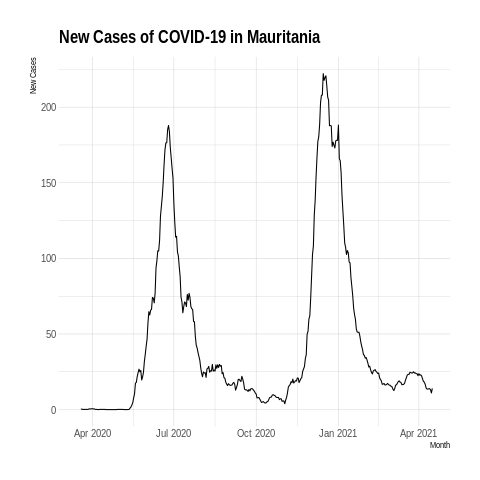 New Cases of COVID-19 in Mauritania
New Cases
200
150
100
50
0
Apr 2020 Jul 2020 Oct 2020 Jan 2021 Apr 2021
Month